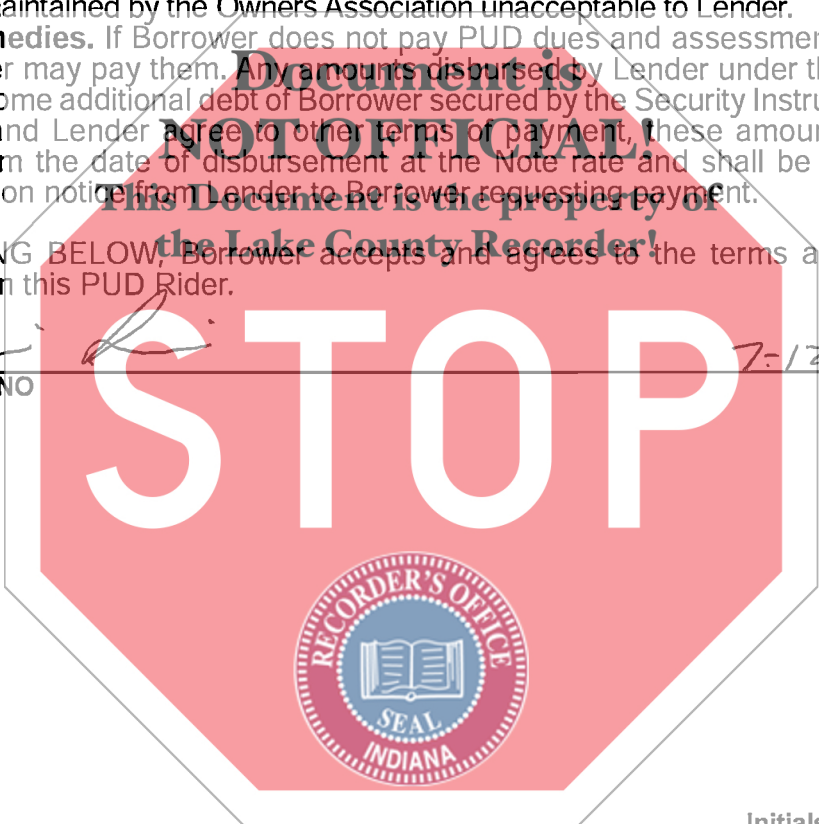 aintained by the Owners Association unacceptable to Lender.
nedies. If Borrower does not pay PUD dues and assessmer
r may pay them. Any amounts disbursed by Lender under th
ome additional debt of Borrower secured by the Security Instru
nd Lender agree to other terms of payment, these amour
m the date of disbursement at the Note rate and shall be
on notice from Lender to Borrower requesting payment.
Document is
NOT OFFICIAL!
This Document is the property of
the Lake County Recorder!
NG BELOW, Borrower accepts and agrees to the terms a
n this PUD Rider.
7-12
NO
STOP
RECORDER'S OFFICE
SEAL
INDIANA
Initials